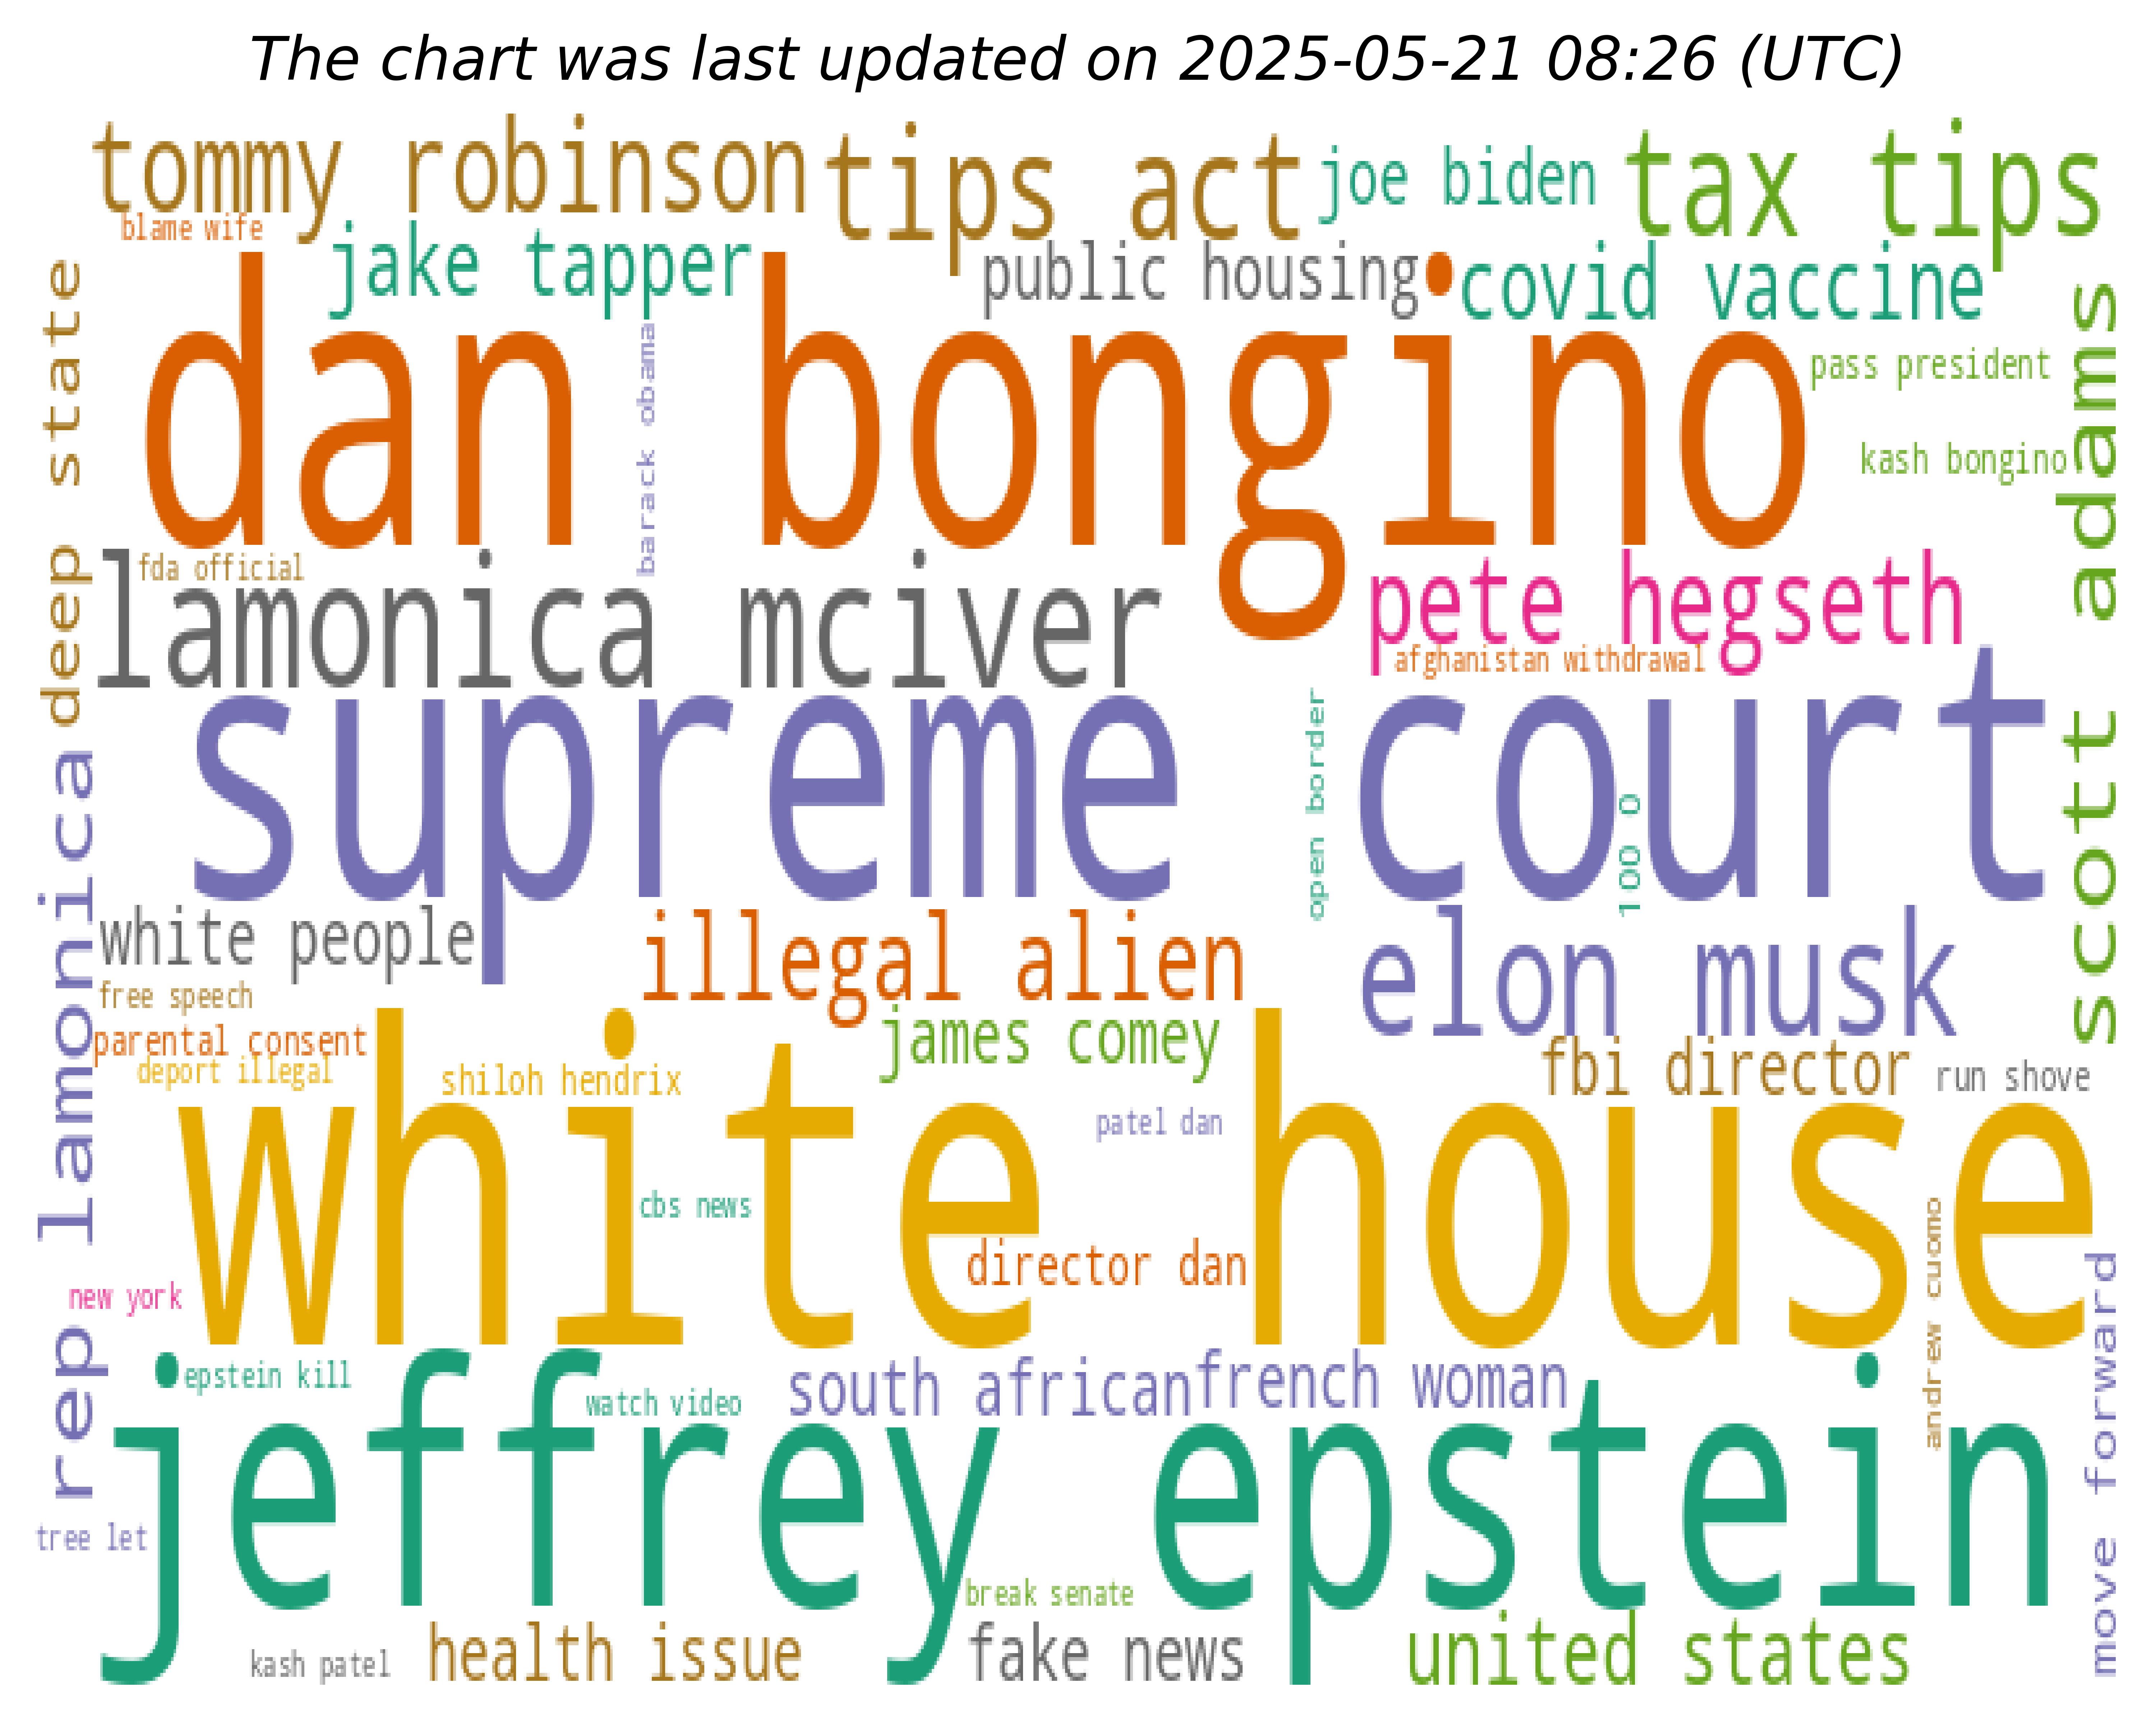 The chart was last updated on 2025-05-21 08:26 (UTC)
tommy robinson
tips act
joe biden
tax tips
blame wife
jake tapper
public housing
covid vaccine
dan bongino
barack obama
pass president
kash bongino
deep state
scott adams
fda official
lamonica mciver
pete hegseth
afghanistan withdrawal
supreme court
open border
100 0
rep lamonica
white people
illegal alien
elon musk
free speech
parental consent
james comey
fbi director
run shove
deport illegal
shiloh hendrix
white house
patel dan
cbs news
director dan
andrew cuomo
new york
move forward
epstein kill
watch video
south african
french woman
jeffrey epstein
tree let
break senate
kash patel
health issue
fake news
united states